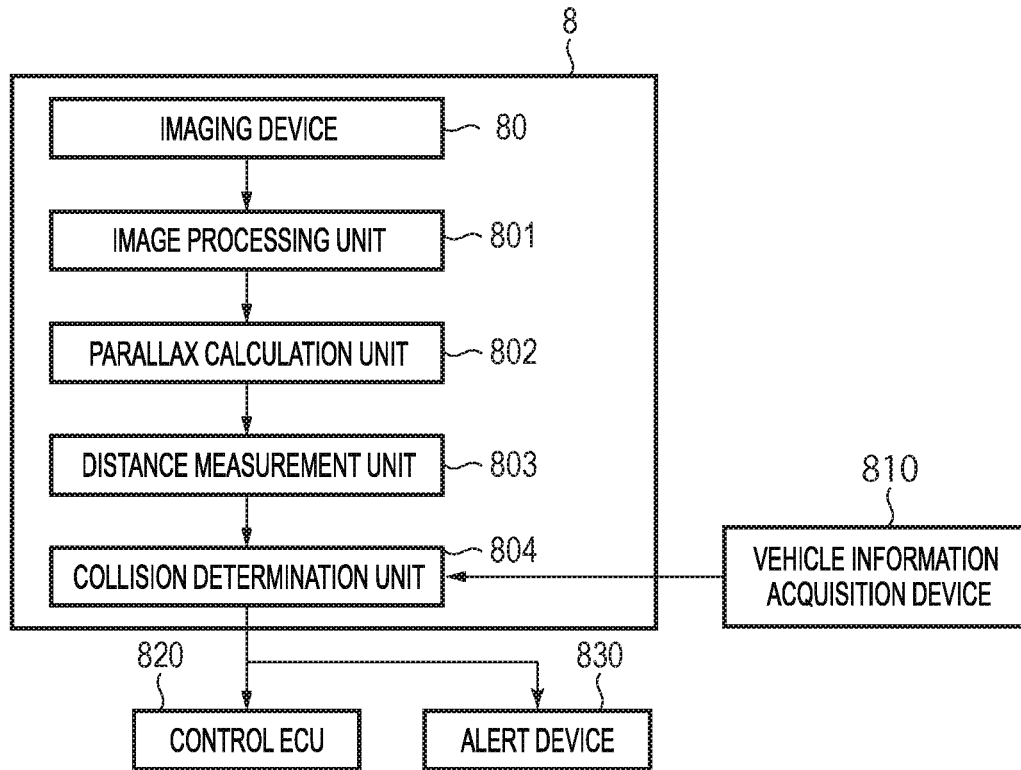 8
IMAGING DEVICE
80
IMAGE PROCESSING UNIT
801
PARALLAX CALCULATION UNIT
802
DISTANCE MEASUREMENT UNIT
803
810
COLLISION DETERMINATION UNIT
804
VEHICLE INFORMATION
ACQUISITION DEVICE
820
830
CONTROL ECU
ALERT DEVICE